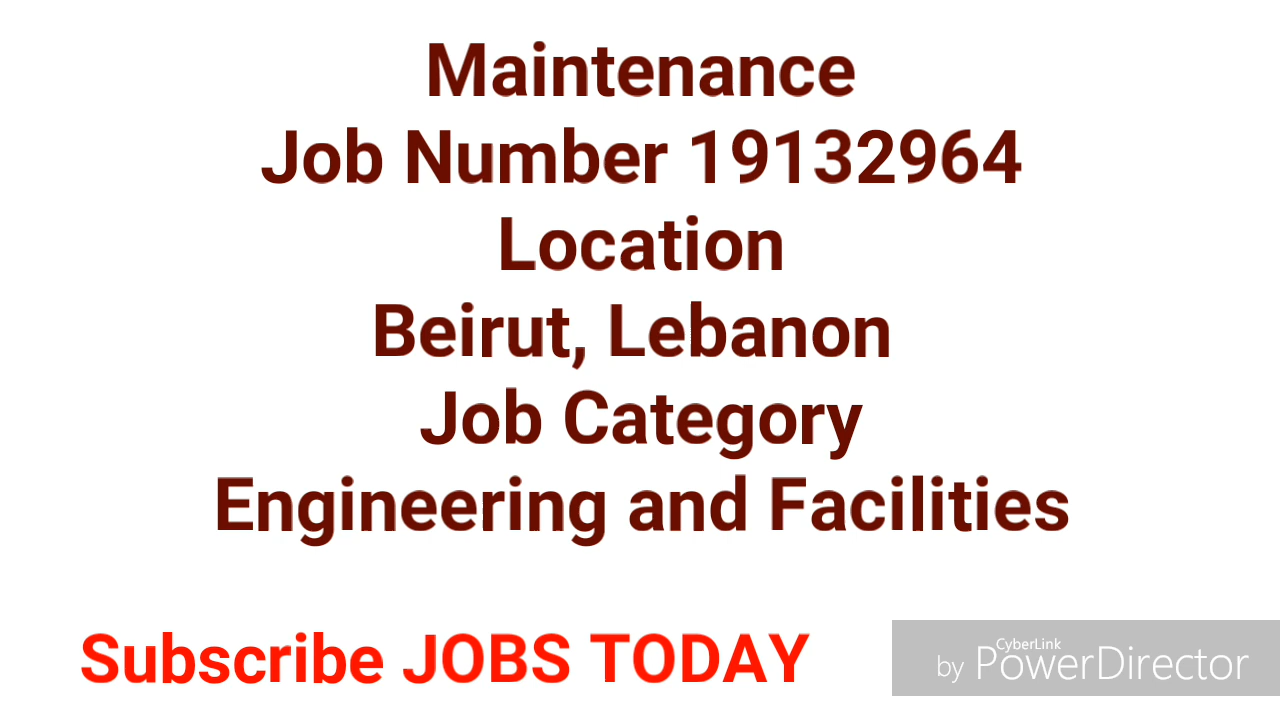 Maintenance
Job Number 19132964
Location
Beirut, Lebanon
Job Category
Engineering and Facilities
Subscribe JOBS TODAY
CyberLink
by PowerDirector